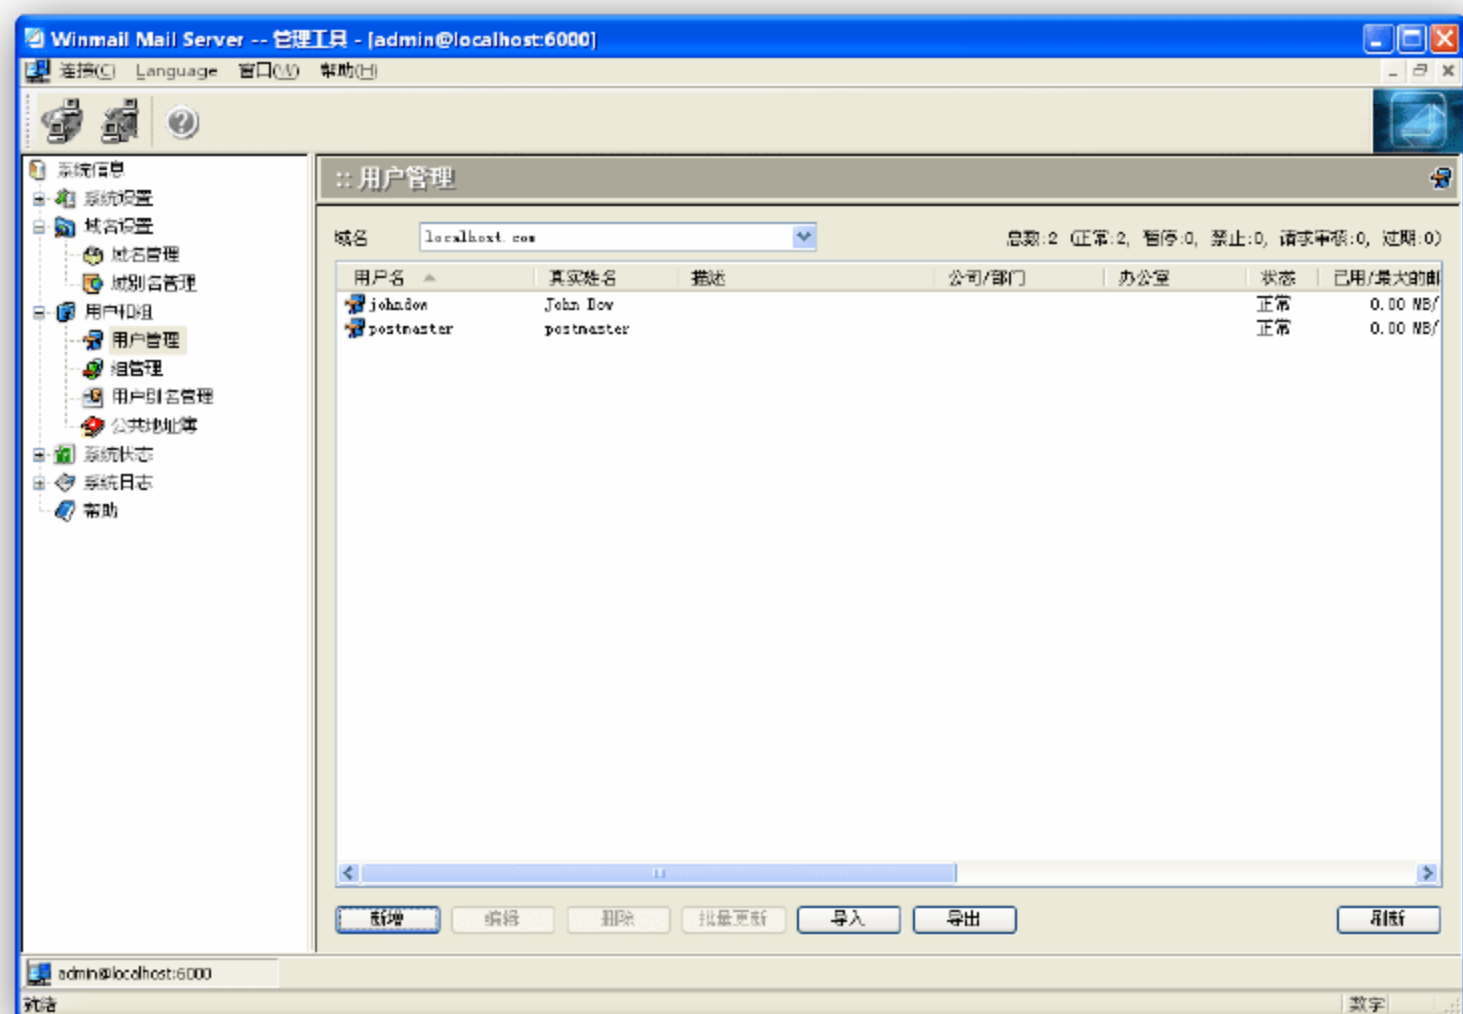 Winmail Mail Server -- 管理工具 - [admin@localhost:6000]
连接(C) Language 窗口(W) 帮助(H)
系统信息
系统设置
域名设置
域名管理
域别名管理
用户和组
用户管理
组管理
用户别名管理
公共地址簿
系统状态
系统日志
帮助
:: 用户管理
域名 localhost.com 总数:2 (正常:2, 暂停:0, 禁止:0, 请求审核:0, 过期:0)
用户名 真实姓名 描述 公司/部门 办公室 状态 已用/最大的邮
johndow John Dow 正常 0.00 MB/
postmaster postmaster 正常 0.00 MB/
新增 编辑 删除 批量更新 导入 导出 刷新
admin@localhost:6000
就绪 数字